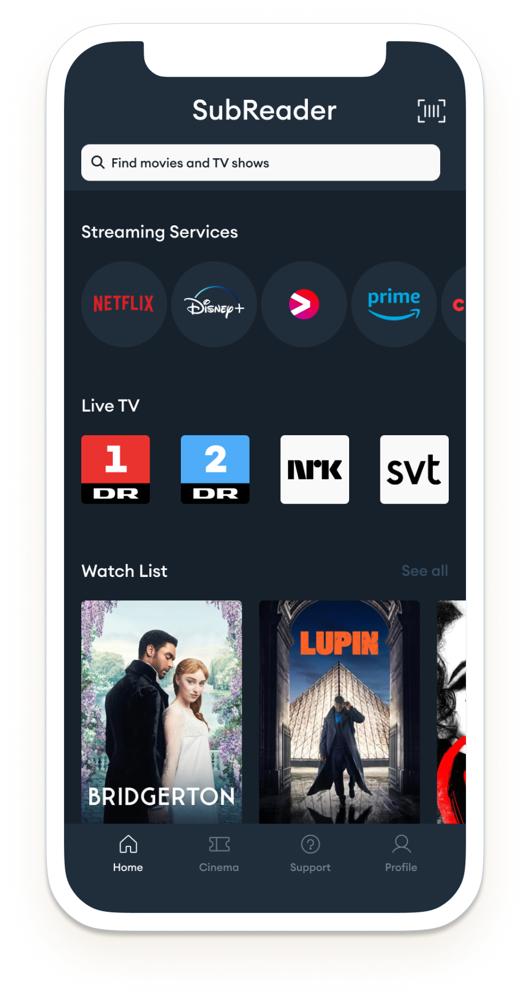 SubReader
Find movies and TV shows
Streaming Services
NETFLIX
Disney+
prime
Live TV
1
DR
2
DR
nrk
svt
Watch List
See all
LUPIN
BRIDGERTON
Home
Cinema
Support
Profile